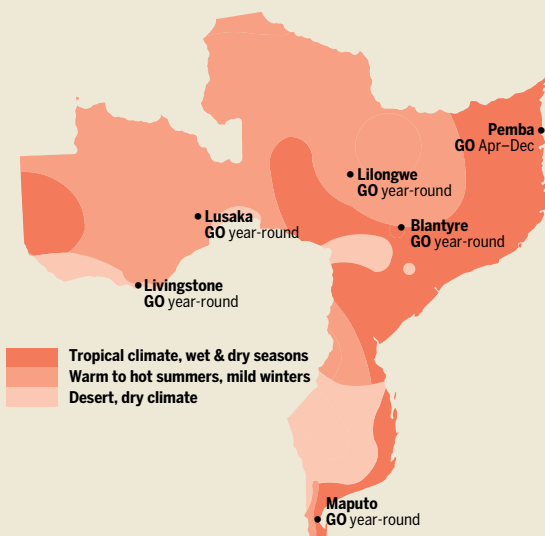 Pemba
GO Apr–Dec
Lilongwe
GO year-round
Lusaka
GO year-round
Blantyre
GO year-round
Livingstone
GO year-round
Tropical climate, wet & dry seasons
Warm to hot summers, mild winters
Desert, dry climate
Maputo
GO year-round